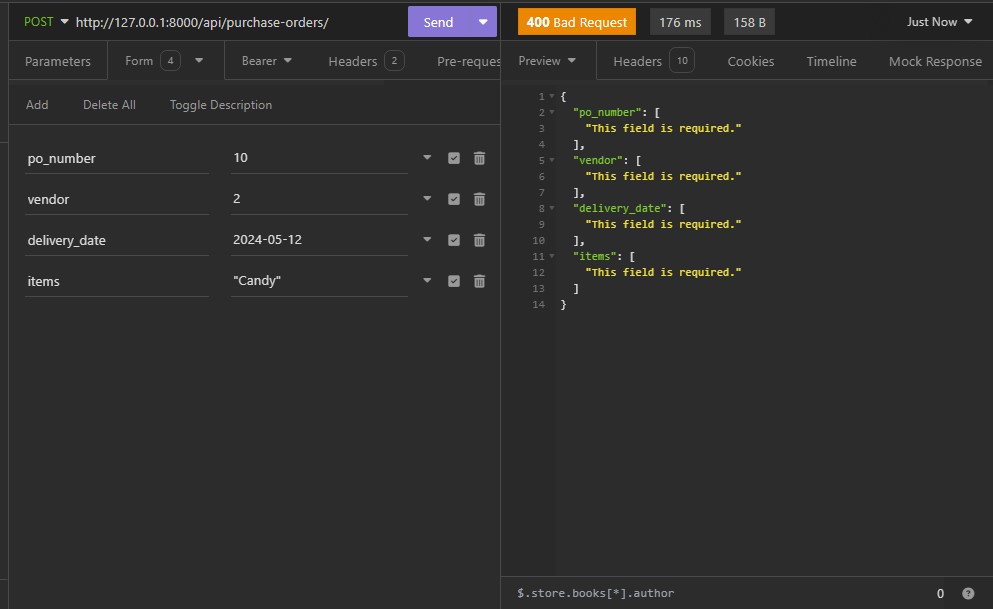 POST http://127.0.0.1:8000/api/purchase-orders/ Send
Parameters Form 4 Bearer Headers 2 Pre-reques
Add Delete All Toggle Description
po_number 10
vendor 2
delivery_date 2024-05-12
items "Candy"
400 Bad Request 176 ms 158 B Just Now
Preview Headers 10 Cookies Timeline Mock Response
1 {
2 "po_number": [
3 "This field is required."
4 ],
5 "vendor": [
6 "This field is required."
7 ],
8 "delivery_date": [
9 "This field is required."
10 ],
11 "items": [
12 "This field is required."
13 ]
14 }
$.store.books[*].author 0 ?